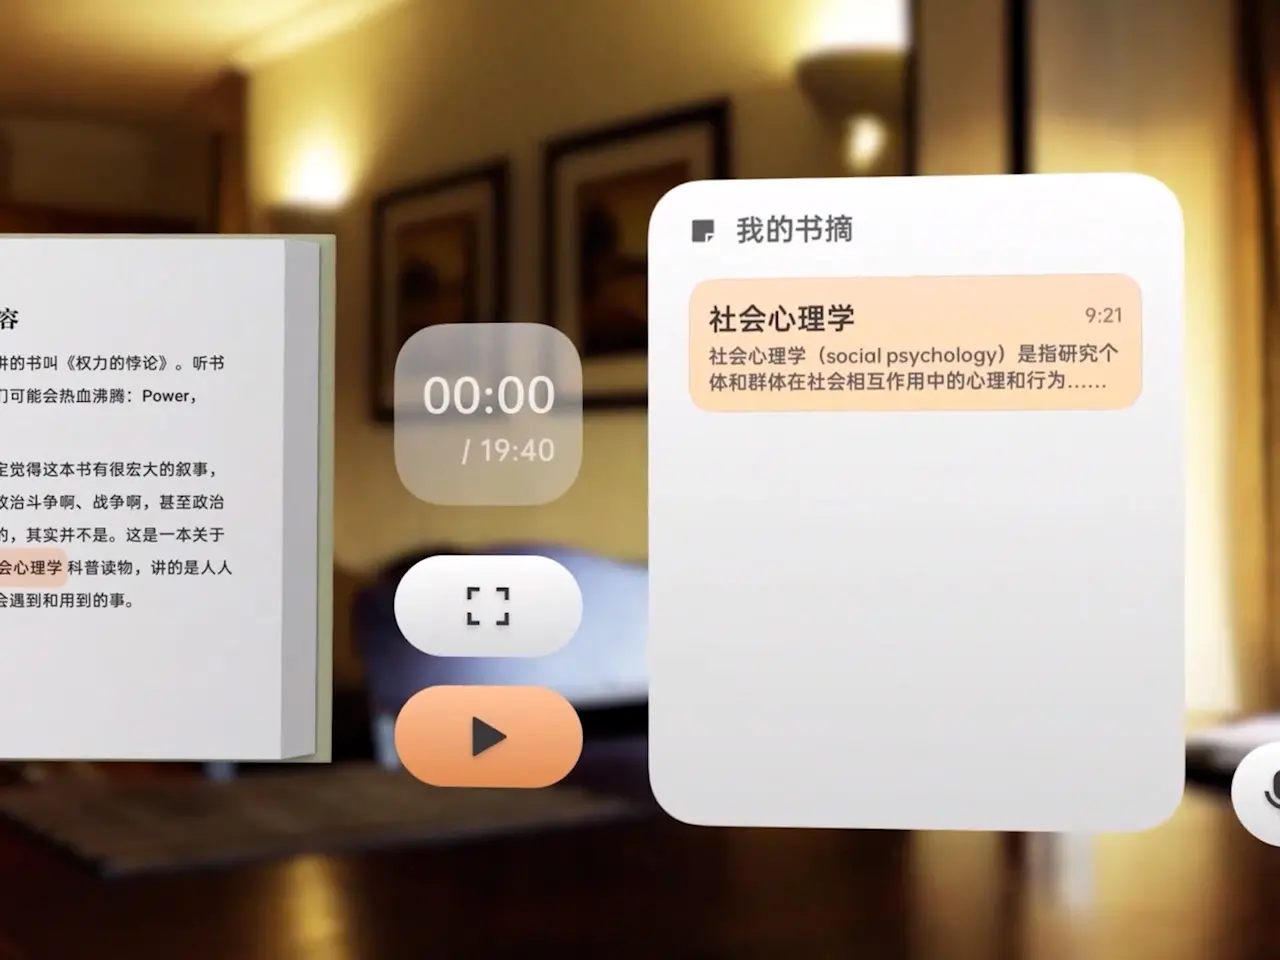 容
讲的书叫《权力的悖论》。听书
们可能会热血沸腾：Power，
定觉得这本书有很宏大的叙事，
政治斗争啊、战争啊，甚至政治
的，其实并不是。这是一本关于
会心理学科普读物，讲的是人人
会遇到和用到的事。
00:00
/ 19:40
我的书摘
社会心理学
9:21
社会心理学（social psychology）是指研究个
体和群体在社会相互作用中的心理和行为……